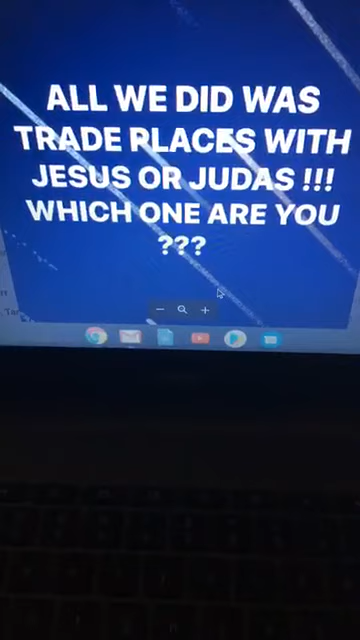 ALL WE DID WAS
TRADE PLACES WITH
JESUS OR JUDAS !!!
WHICH ONE ARE YOU
???